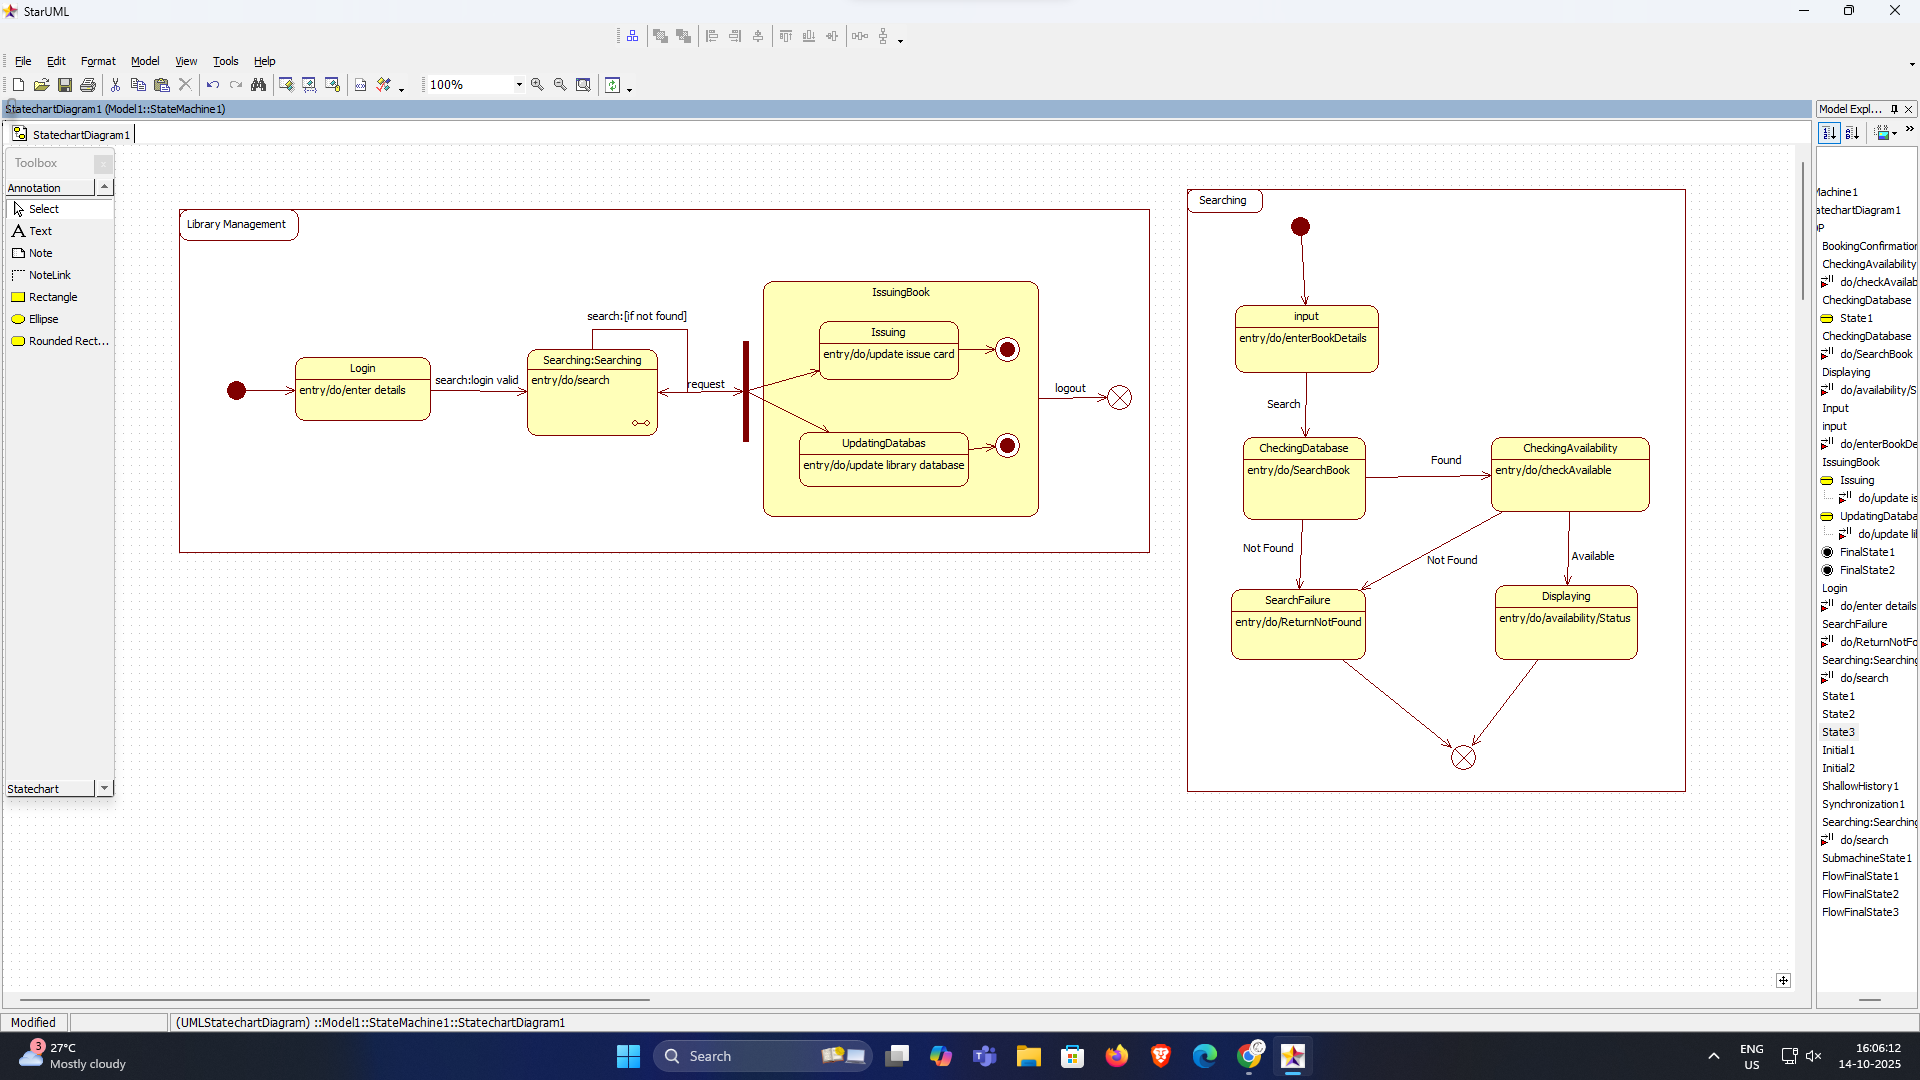 StarUML
File Edit Format Model View Tools Help
100%
StatechartDiagram1 (Model1::StateMachine1)
StatechartDiagram1
Toolbox
Annotation
Select
Text
Note
NoteLink
Rectangle
Ellipse
Rounded Rect...
Statechart
Library Management
Login
entry/do/enter details
search:login valid
search:[if not found]
Searching:Searching
entry/do/search
request
IssuingBook
Issuing
entry/do/update issue card
UpdatingDatabas
entry/do/update library database
logout
Searching
input
entry/do/enterBookDetails
Search
CheckingDatabase
entry/do/SearchBook
Found
CheckingAvailability
entry/do/checkAvailable
Not Found
Not Found
Available
SearchFailure
entry/do/ReturnNotFound
Displaying
entry/do/availability/Status
Model Expl...
Machine1
atechartDiagram1
P
BookingConfirmation
CheckingAvailability
do/checkAvailab
CheckingDatabase
State1
CheckingDatabase
do/SearchBook
Displaying
do/availability/S
Input
input
do/enterBookDe
IssuingBook
Issuing
do/update is
UpdatingDataba
do/update li
FinalState1
FinalState2
Login
do/enter details
SearchFailure
do/ReturnNotFo
Searching:Searching
do/search
State1
State2
State3
Initial1
Initial2
ShallowHistory1
Synchronization1
Searching:Searching
do/search
SubmachineState1
FlowFinalState1
FlowFinalState2
FlowFinalState3
Modified
(UMLStatechartDiagram) ::Model1::StateMachine1::StatechartDiagram1
3
27°C
Mostly cloudy
Search
ENG
US
16:06:12
14-10-2025